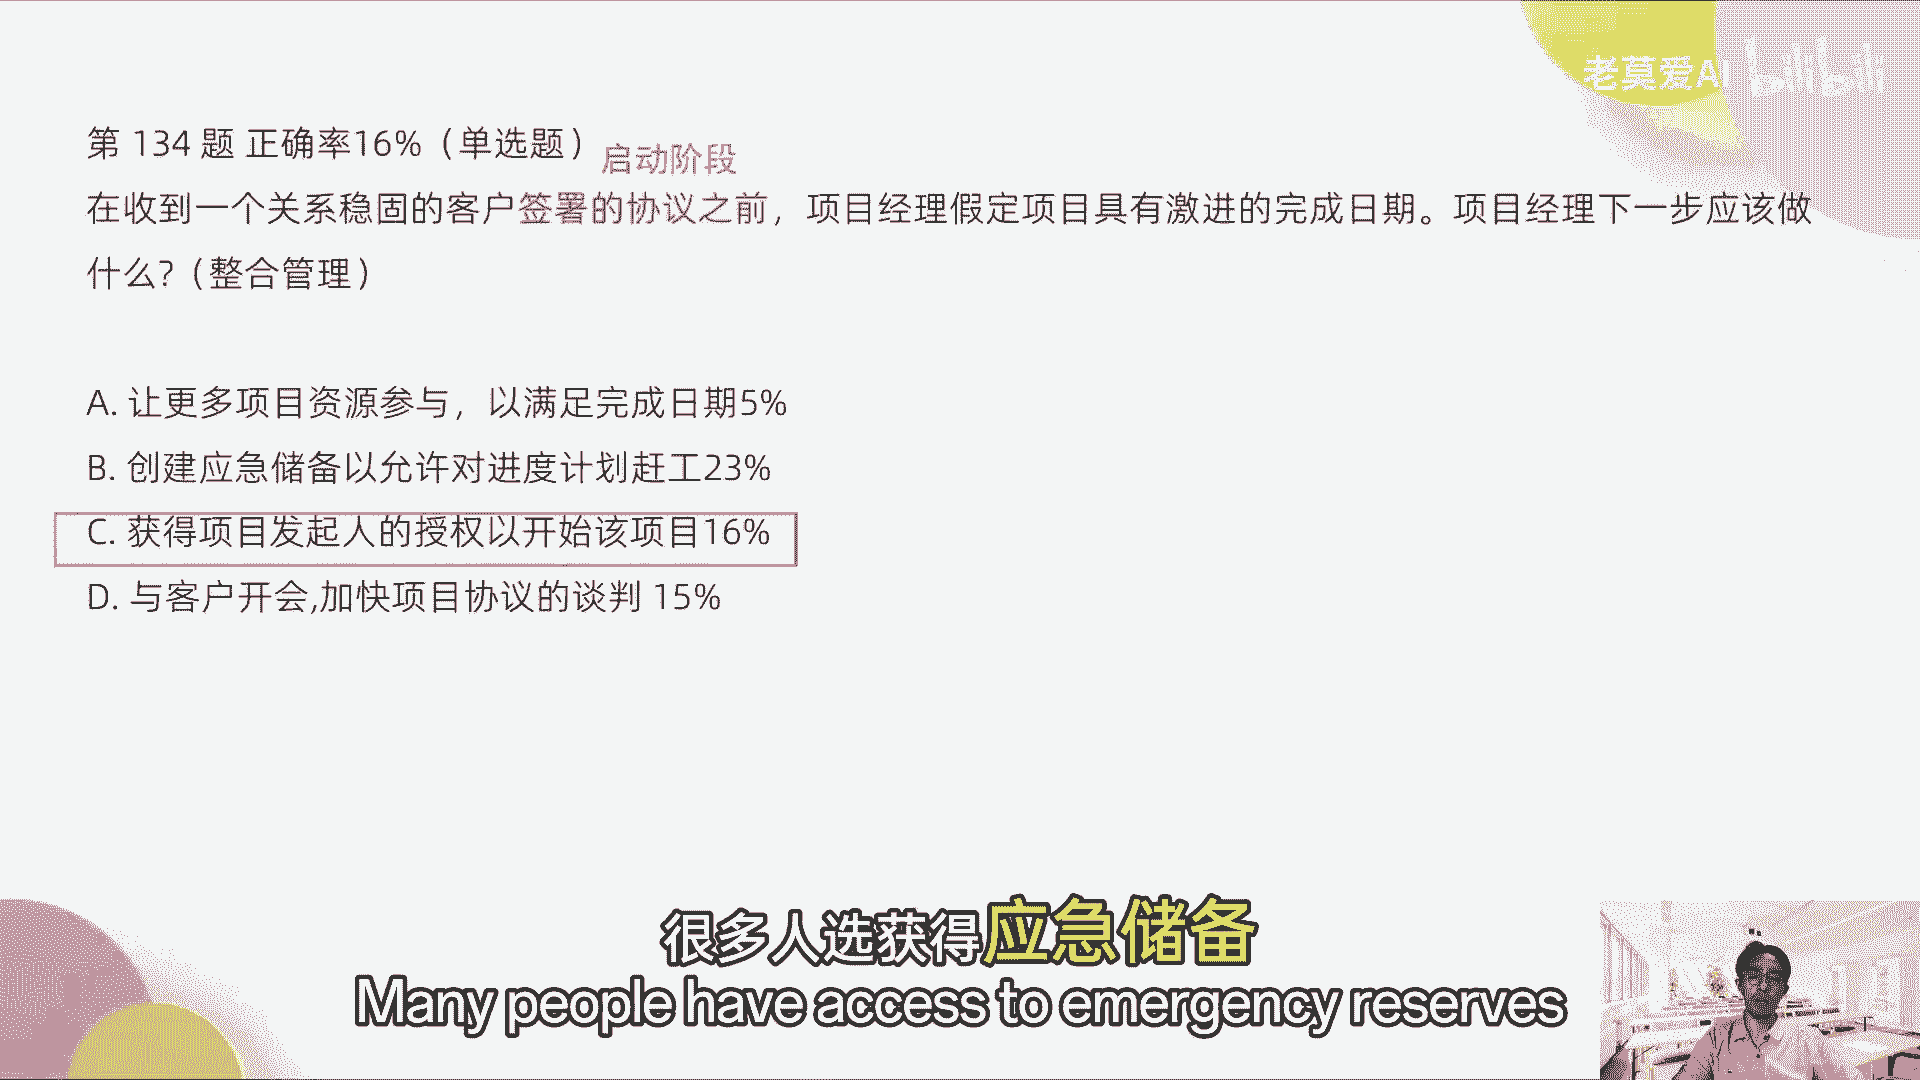 老莫爱AI bilibili
第 134 题 正确率16%（单选题）
启动阶段
在收到一个关系稳固的客户签署的协议之前，项目经理假定项目具有激进的完成日期。项目经理下一步应该做
什么?（整合管理）
A. 让更多项目资源参与，以满足完成日期5%
B. 创建应急储备以允许对进度计划赶工23%
C. 获得项目发起人的授权以开始该项目16%
D. 与客户开会,加快项目协议的谈判 15%
很多人选获得应急储备
Many people have access to emergency reserves